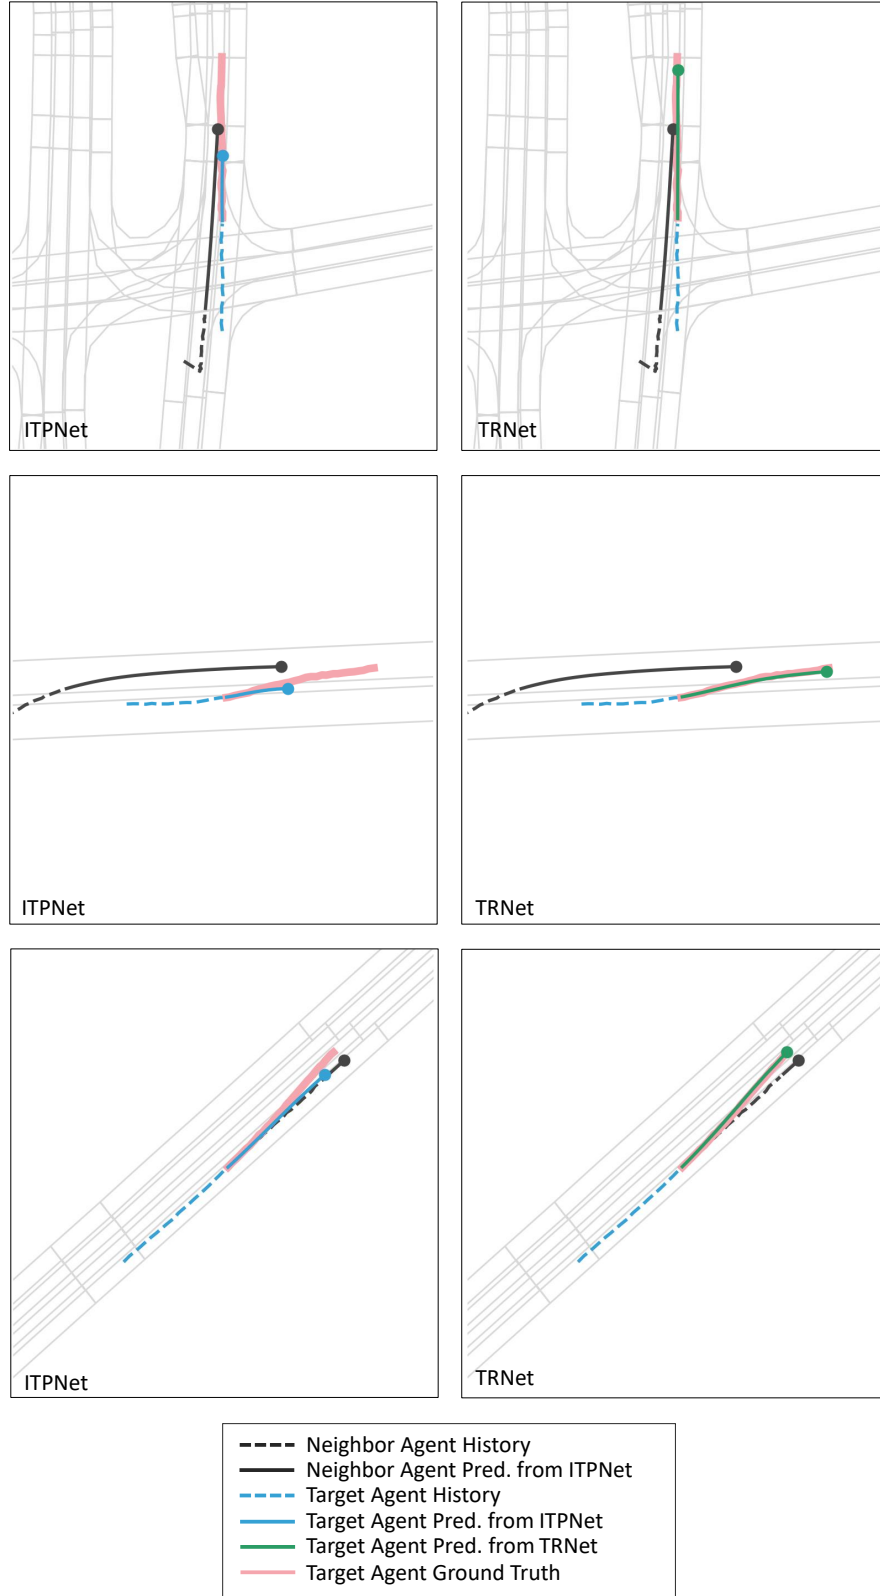 ITPNet
TRNet
ITPNet
TRNet
ITPNet
TRNet
Neighbor Agent History
Neighbor Agent Pred. from ITPNet
Target Agent History
Target Agent Pred. from ITPNet
Target Agent Pred. from TRNet
Target Agent Ground Truth